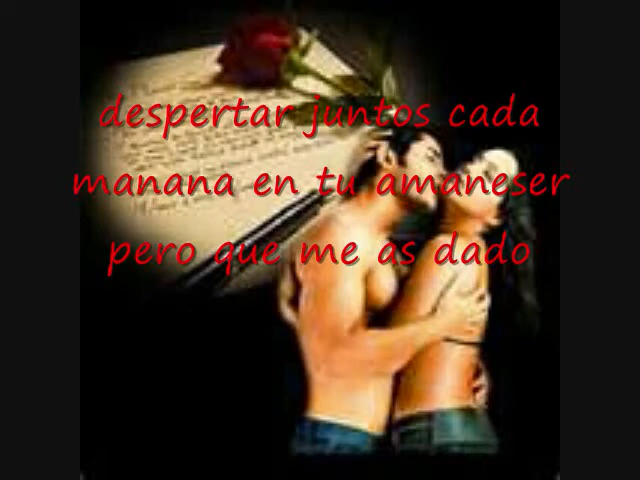 despertar juntos cada
manana en tu amaneser
pero que me as dado